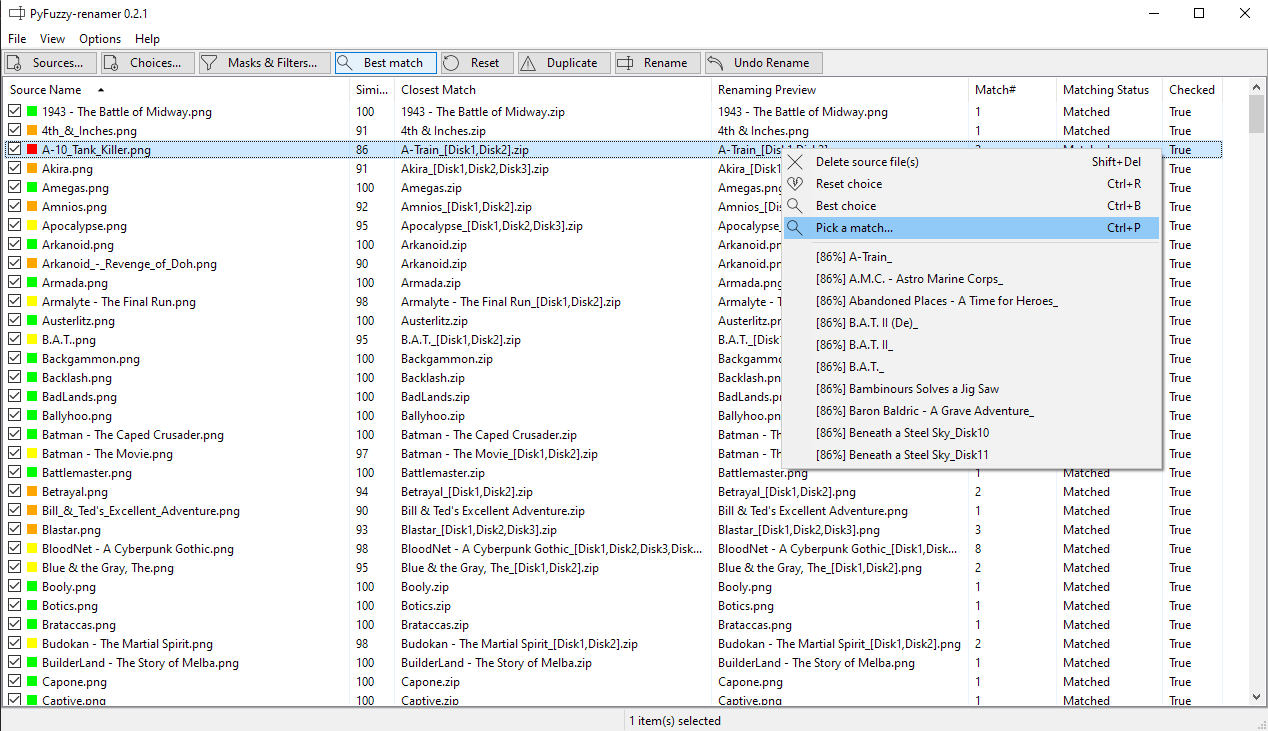 PyFuzzy-renamer 0.2.1
File View Options Help
Sources... Choices... Masks & Filters... Best match Reset Duplicate Rename Undo Rename
Source Name Simi... Closest Match Renaming Preview Match# Matching Status Checked
1943 - The Battle of Midway.png 100 1943 - The Battle of Midway.zip 1943 - The Battle of Midway.png 1 Matched True
4th_&_Inches.png 91 4th & Inches.zip 4th & Inches.png 1 Matched True
A-10_Tank_Killer.png 86 A-Train_[Disk1,Disk2].zip A-Train_[Disk1,Disk2] True
Akira.png 91 Akira_[Disk1,Disk2,Disk3].zip Akira_[Disk1 True
Amegas.png 100 Amegas.zip Amegas.png True
Amnios.png 92 Amnios_[Disk1,Disk2].zip Amnios_[Disk1 True
Apocalypse.png 95 Apocalypse_[Disk1,Disk2,Disk3].zip Apocalypse_ True
Arkanoid.png 100 Arkanoid.zip Arkanoid.pn True
Arkanoid_-_Revenge_of_Doh.png 90 Arkanoid.zip Arkanoid.pn True
Armada.png 100 Armada.zip Armada.png True
Armalyte - The Final Run.png 98 Armalyte - The Final Run_[Disk1,Disk2].zip Armalyte - T True
Austerlitz.png 100 Austerlitz.zip Austerlitz.pn True
B.A.T..png 95 B.A.T._[Disk1,Disk2].zip B.A.T._[Disk True
Backgammon.png 100 Backgammon.zip Backgammo True
Backlash.png 100 Backlash.zip Backlash.pn True
BadLands.png 100 BadLands.zip BadLands.p True
Ballyhoo.png 100 Ballyhoo.zip Ballyhoo.pn True
Batman - The Caped Crusader.png 100 Batman - The Caped Crusader.zip Batman - Th True
Batman - The Movie.png 97 Batman - The Movie_[Disk1,Disk2].zip Batman - Th True
Battlemaster.png 100 Battlemaster.zip Battlemaster.png 1 Matched True
Betrayal.png 94 Betrayal_[Disk1,Disk2].zip Betrayal_[Disk1,Disk2].png 2 Matched True
Bill_&_Ted's_Excellent_Adventure.png 90 Bill & Ted's Excellent Adventure.zip Bill & Ted's Excellent Adventure.png 1 Matched True
Blastar.png 93 Blastar_[Disk1,Disk2,Disk3].zip Blastar_[Disk1,Disk2,Disk3].png 3 Matched True
BloodNet - A Cyberpunk Gothic.png 98 BloodNet - A Cyberpunk Gothic_[Disk1,Disk2,Disk3,Disk... BloodNet - A Cyberpunk Gothic_[Disk1,Disk... 8 Matched True
Blue & the Gray, The.png 95 Blue & the Gray, The_[Disk1,Disk2].zip Blue & the Gray, The_[Disk1,Disk2].png 2 Matched True
Booly.png 100 Booly.zip Booly.png 1 Matched True
Botics.png 100 Botics.zip Botics.png 1 Matched True
Brataccas.png 100 Brataccas.zip Brataccas.png 1 Matched True
Budokan - The Martial Spirit.png 98 Budokan - The Martial Spirit_[Disk1,Disk2].zip Budokan - The Martial Spirit_[Disk1,Disk2].png 2 Matched True
BuilderLand - The Story of Melba.png 100 BuilderLand - The Story of Melba.zip BuilderLand - The Story of Melba.png 1 Matched True
Capone.png 100 Capone.zip Capone.png 1 Matched True
Captive.png 100 Captive.zip Captive.png 1 Matched True
Delete source file(s) Shift+Del
Reset choice Ctrl+R
Best choice Ctrl+B
Pick a match... Ctrl+P
[86%] A-Train_
[86%] A.M.C. - Astro Marine Corps_
[86%] Abandoned Places - A Time for Heroes_
[86%] B.A.T. II (De)_
[86%] B.A.T. II_
[86%] B.A.T._
[86%] Bambinours Solves a Jig Saw
[86%] Baron Baldric - A Grave Adventure_
[86%] Beneath a Steel Sky_Disk10
[86%] Beneath a Steel Sky_Disk11
1 item(s) selected